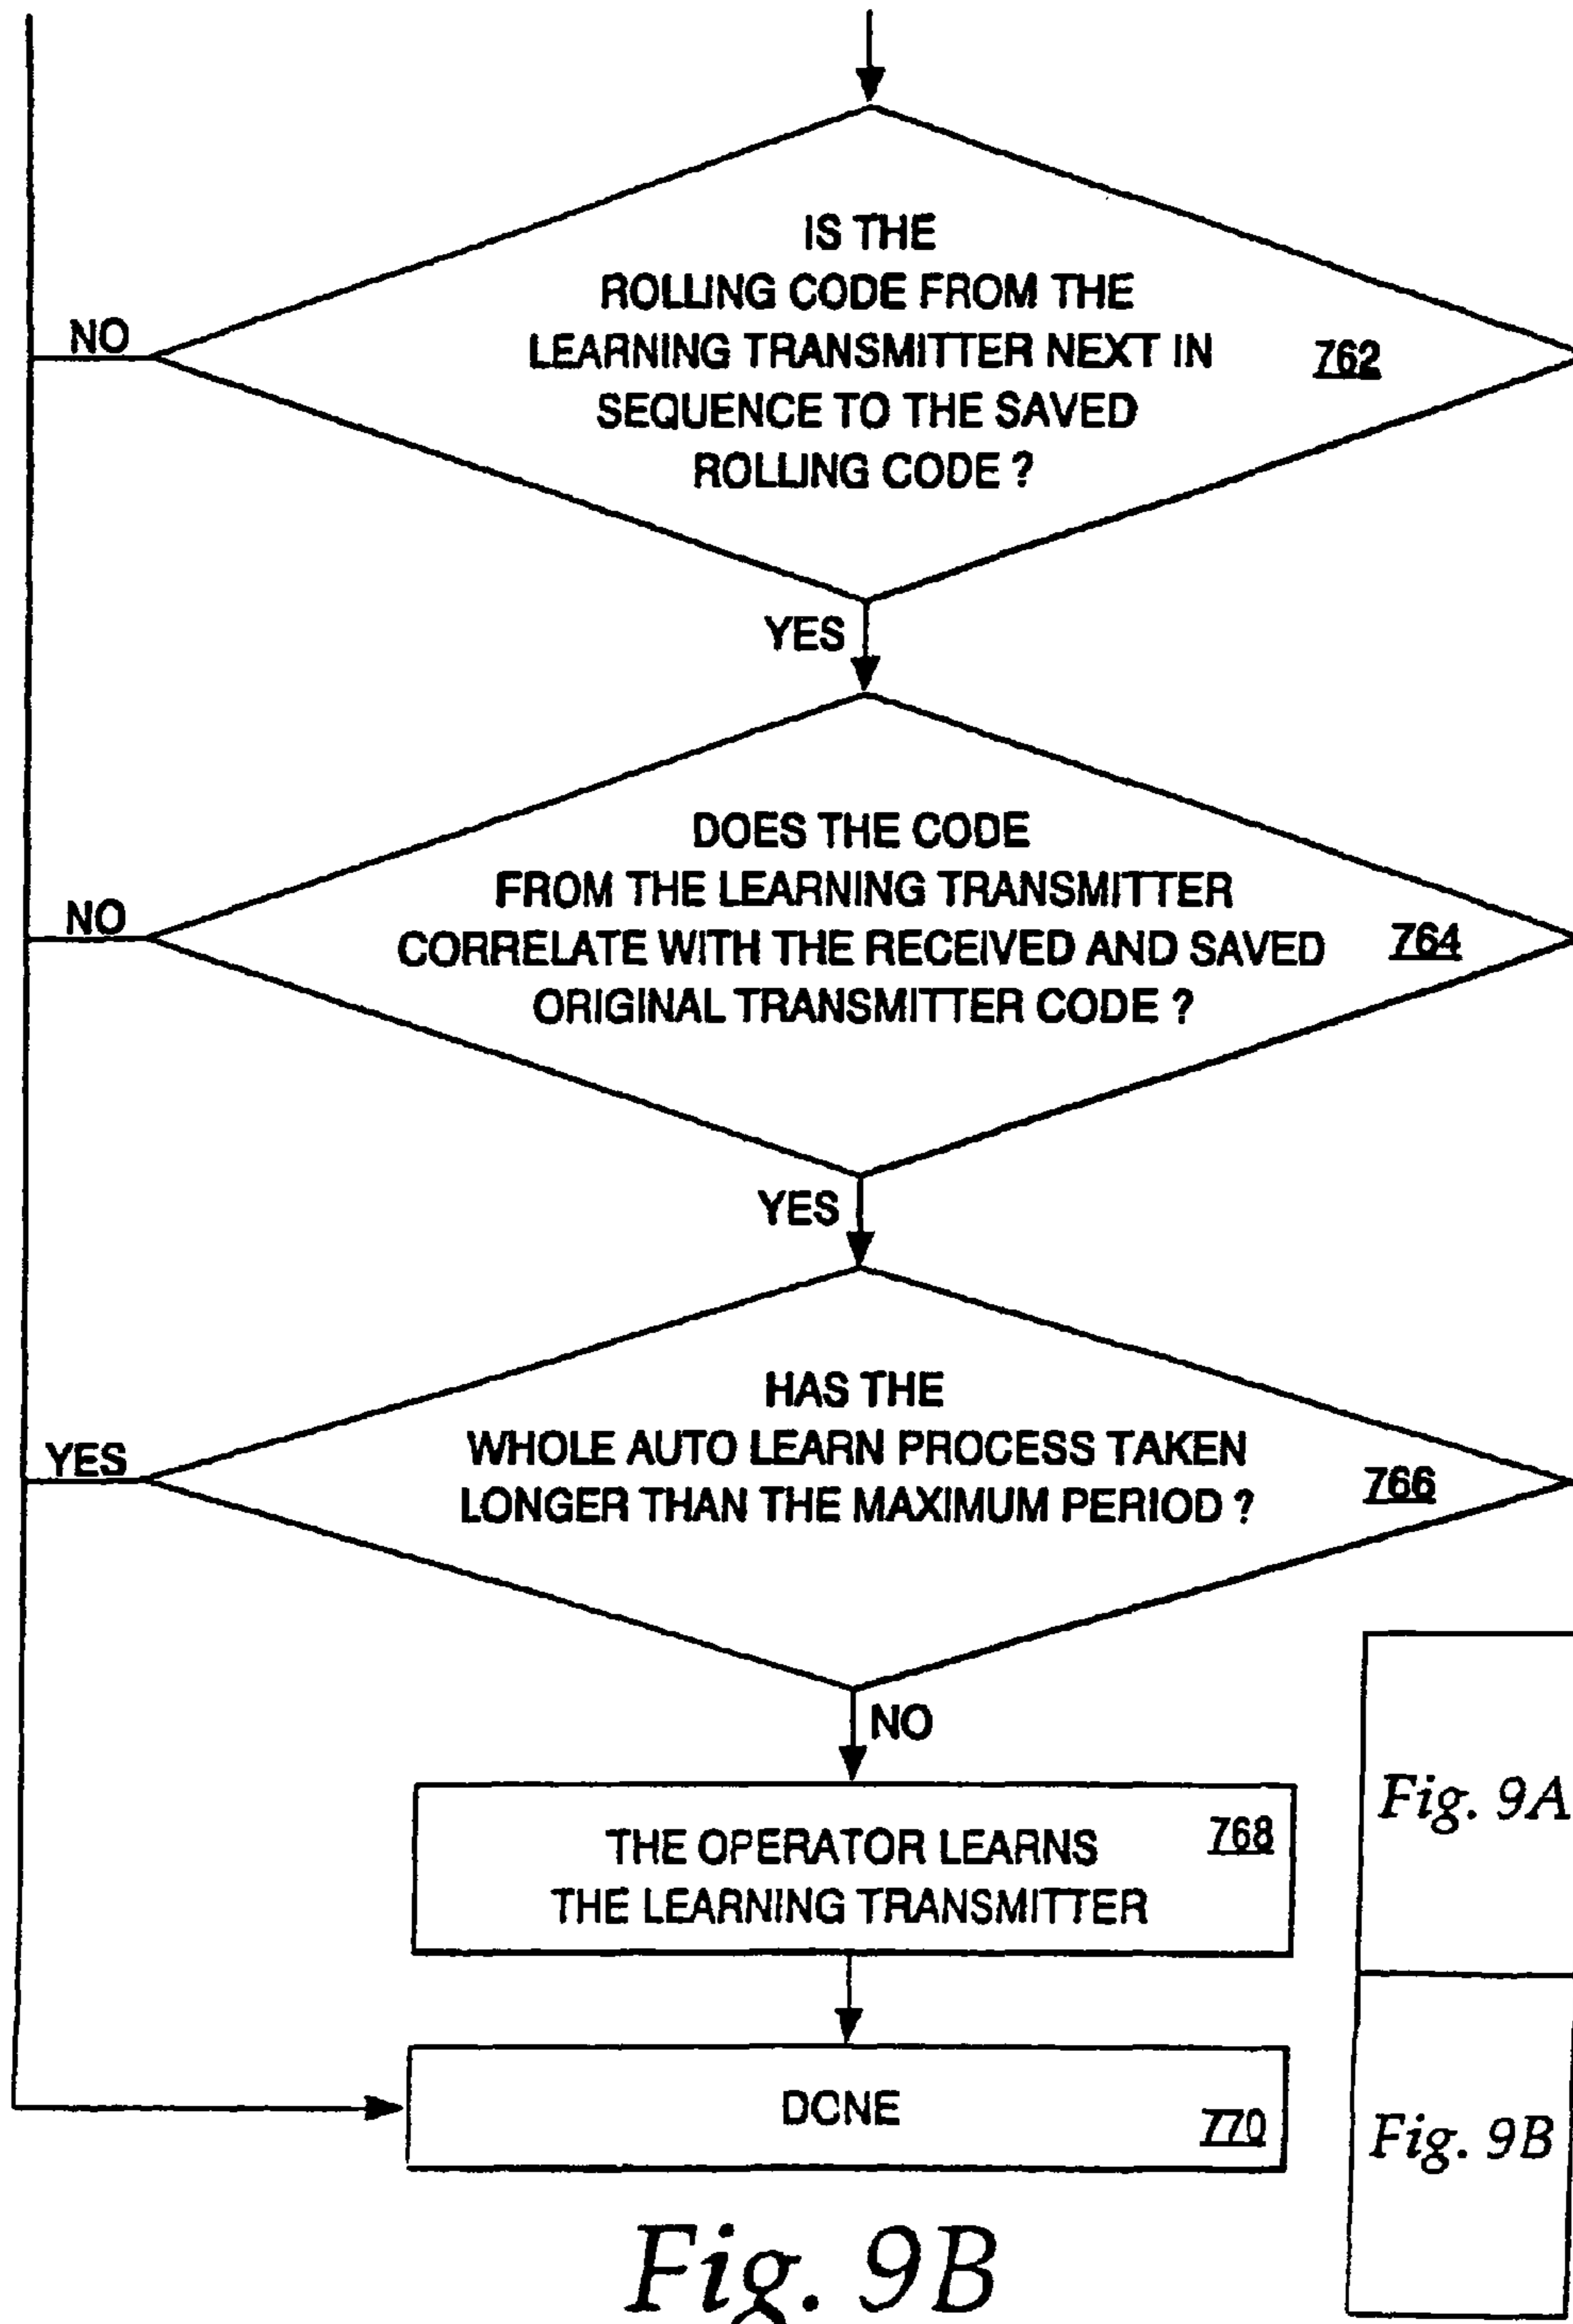 IS THE
ROLLING CODE FROM THE
LEARNING TRANSMITTER NEXT IN
SEQUENCE TO THE SAVED
ROLLING CODE ?
762
NO
YES
DOES THE CODE
FROM THE LEARNING TRANSMITTER
CORRELATE WITH THE RECEIVED AND SAVED
ORIGINAL TRANSMITTER CODE ?
764
NO
YES
HAS THE
WHOLE AUTO LEARN PROCESS TAKEN
LONGER THAN THE MAXIMUM PERIOD ?
766
YES
NO
THE OPERATOR LEARNS
THE LEARNING TRANSMITTER
768
DONE
770
Fig. 9A
Fig. 9B
Fig. 9B